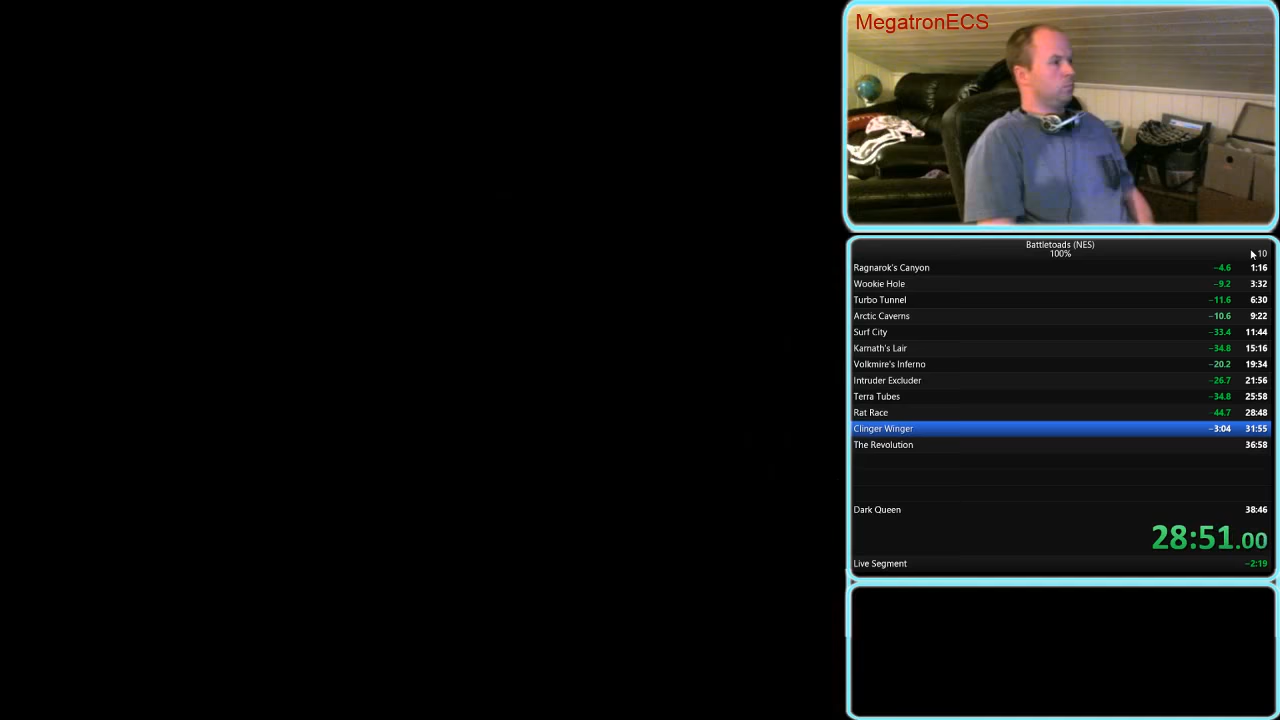 MegatronECS
Battletoads (NES)
100% 10
Ragnarok's Canyon −4.6 1:16
Wookie Hole −9.2 3:32
Turbo Tunnel −11.6 6:30
Arctic Caverns −10.6 9:22
Surf City −33.4 11:44
Karnath's Lair −34.8 15:16
Volkmire's Inferno −20.2 19:34
Intruder Excluder −26.7 21:56
Terra Tubes −34.8 25:58
Rat Race −44.7 28:48
Clinger Winger −3:04 31:55
The Revolution 36:58
Dark Queen 38:46
28:51.00
Live Segment −2:19